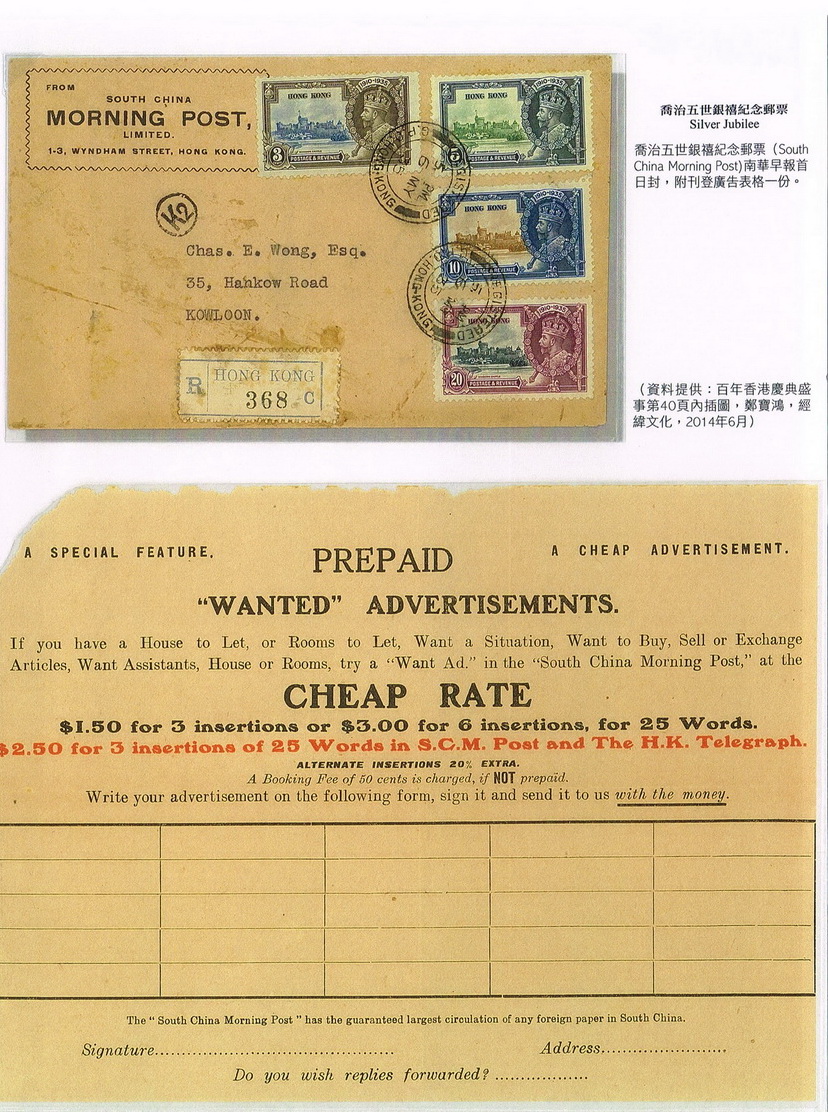 FROM
SOUTH CHINA
MORNING POST,
LIMITED.
1-3, WYNDHAM STREET, HONG KONG.
1910-1935
HONG KONG
3
POSTAGE & REVENUE
1910-1935
HONG KONG
5
POSTAGE & REVENUE
HONG KONG
10
POSTAGE & REVENUE
1910-1935
HONG KONG
20
POSTAGE & REVENUE
REGISTERED G.P.O. HONG-KONG
PM
6 MY
REGISTERED
HONG-KONG
K2
Chas. E. Wong, Esq.
35, Hankow Road
KOWLOON.
R HONG KONG
368 C
喬治五世銀禧紀念郵票
Silver Jubilee
喬治五世銀禧紀念郵票（South
China Morning Post)南華早報首
日封，附刊登廣告表格一份。
（資料提供：百年香港慶典盛
事第40頁內插圖，鄭寶鴻，經
緯文化，2014年6月）
A SPECIAL FEATURE.
PREPAID
A CHEAP ADVERTISEMENT.
“WANTED” ADVERTISEMENTS.
If you have a House to Let, or Rooms to Let, Want a Situation, Want to Buy, Sell or Exchange
Articles, Want Assistants, House or Rooms, try a “Want Ad.” in the “South China Morning Post,” at the
CHEAP RATE
$1.50 for 3 insertions or $3.00 for 6 insertions, for 25 Words.
$2.50 for 3 insertions of 25 Words in S.C.M. Post and The H.K. Telegraph.
ALTERNATE INSERTIONS 20% EXTRA.
A Booking Fee of 50 cents is charged, if NOT prepaid.
Write your advertisement on the following form, sign it and send it to us with the money.
The “ South China Morning Post ” has the guaranteed largest circulation of any foreign paper in South China.
Signature.......................................... Address......................
Do you wish replies forwarded? ................